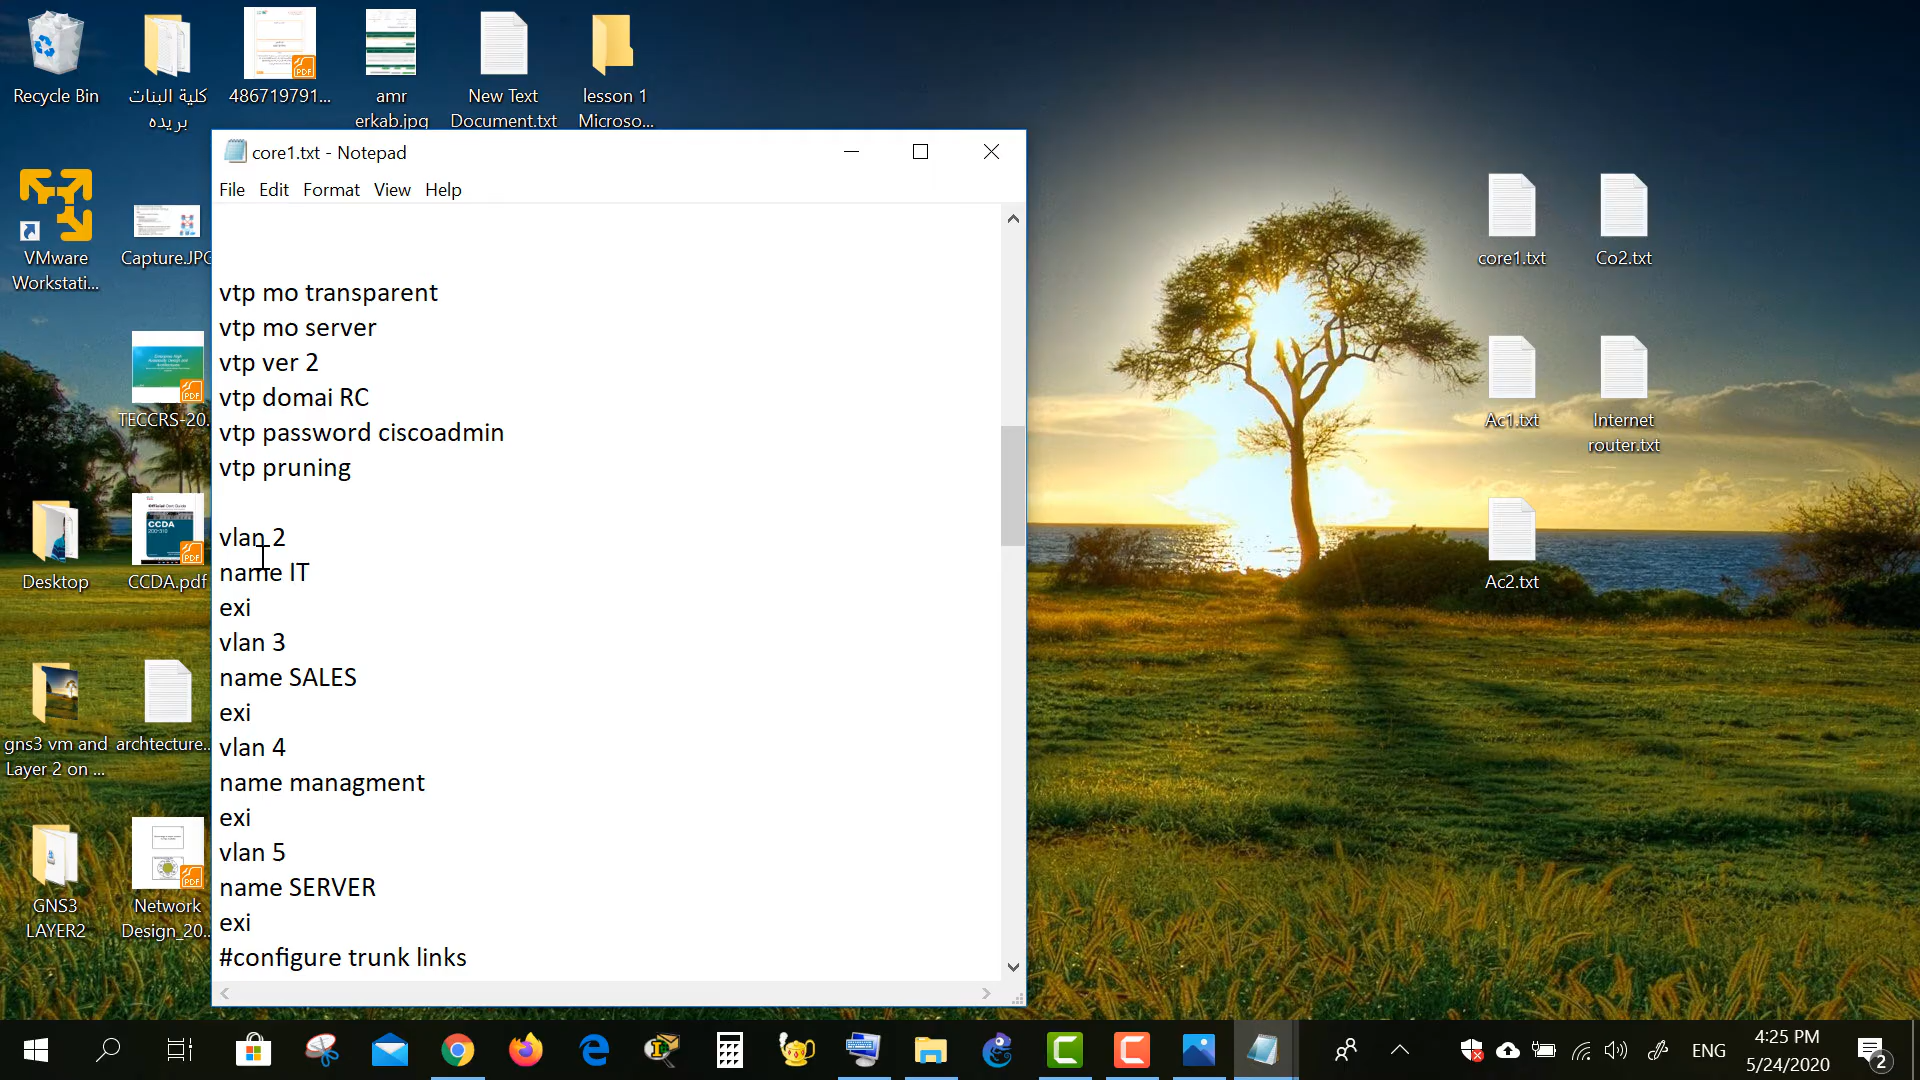 Recycle Bin
كلية البنات
بريده
486719791...
amr
erkab.jpg
New Text
Document.txt
lesson 1
Microso...
core1.txt - Notepad
File Edit Format View Help
vtp mo transparent
vtp mo server
vtp ver 2
vtp domai RC
vtp password ciscoadmin
vtp pruning
vlan 2
name IT
exi
vlan 3
name SALES
exi
vlan 4
name managment
exi
vlan 5
name SERVER
exi
#configure trunk links
VMware
Workstati...
Capture.JPG
TECCRS-20...
Desktop
CCDA
CCDA.pdf
gns3 vm and
Layer 2 on ...
archtecture...
GNS3
LAYER2
Network
Design_20...
core1.txt
Co2.txt
Ac1.txt
Internet
router.txt
Ac2.txt
PDF
PDF
PDF
PDF
ENG
4:25 PM
5/24/2020
2